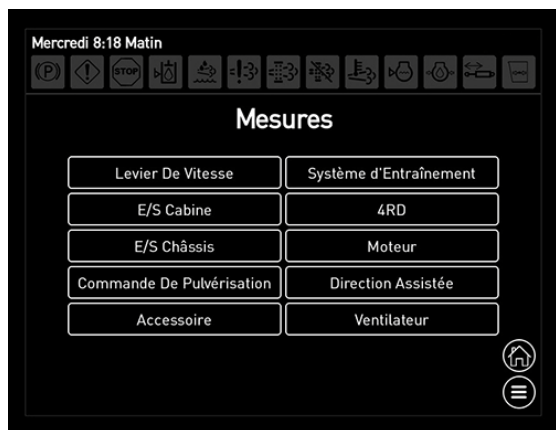 Mercredi 8:18 Matin
P
STOP
Mesures
Levier De Vitesse
Système d'Entraînement
E/S Cabine
4RD
E/S Châssis
Moteur
Commande De Pulvérisation
Direction Assistée
Accessoire
Ventilateur